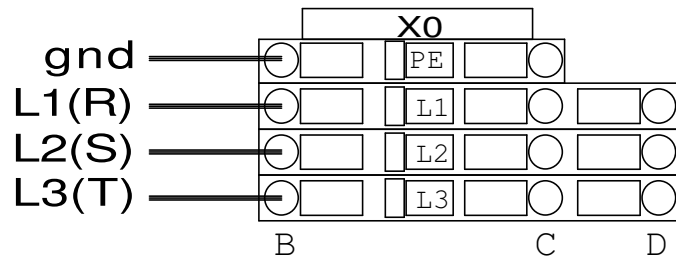 X0
gnd PE
L1(R) L1
L2(S) L2
L3(T) L3
B C D